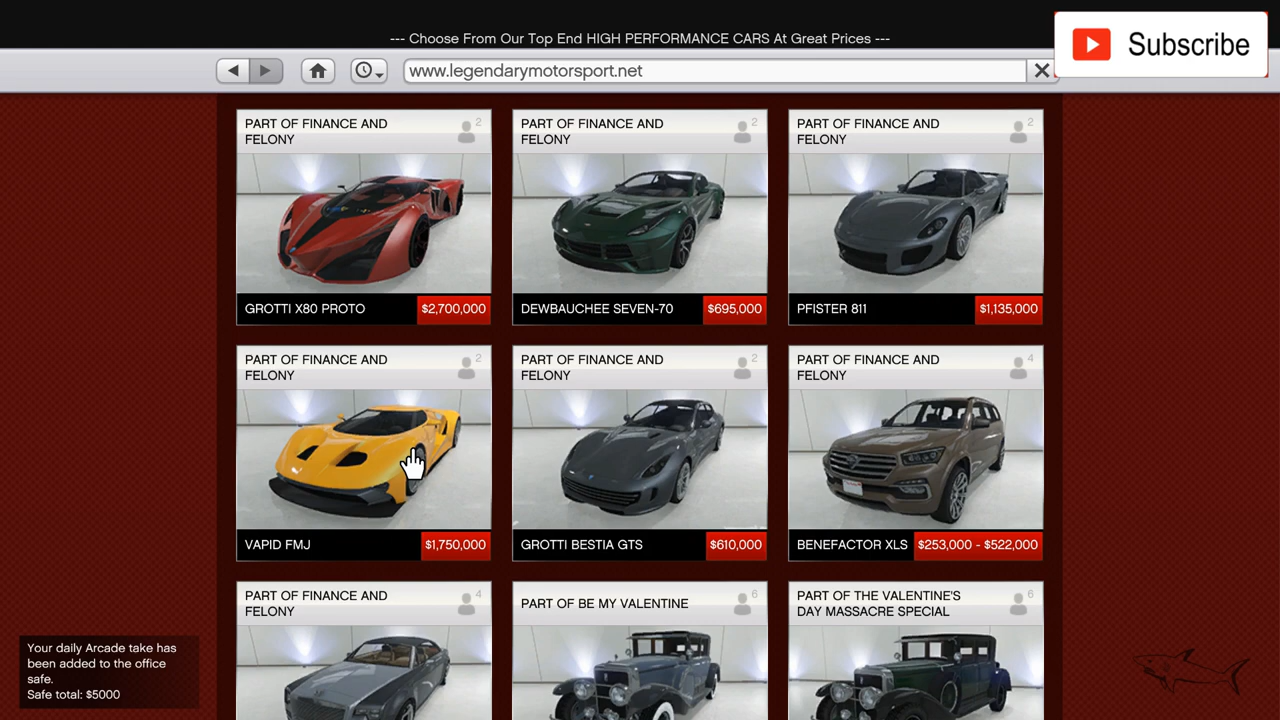 --- Choose From Our Top End HIGH PERFORMANCE CARS At Great Prices ---
Subscribe
www.legendarymotorsport.net
PART OF FINANCE AND
FELONY
2
GROTTI X80 PROTO
$2,700,000
PART OF FINANCE AND
FELONY
2
DEWBAUCHEE SEVEN-70
$695,000
PART OF FINANCE AND
FELONY
2
PFISTER 811
$1,135,000
PART OF FINANCE AND
FELONY
2
VAPID FMJ
$1,750,000
PART OF FINANCE AND
FELONY
2
GROTTI BESTIA GTS
$610,000
PART OF FINANCE AND
FELONY
4
BENEFACTOR XLS
$253,000 - $522,000
PART OF FINANCE AND
FELONY
4
PART OF BE MY VALENTINE
6
PART OF THE VALENTINE'S
DAY MASSACRE SPECIAL
6
Your daily Arcade take has
been added to the office
safe.
Safe total: $5000